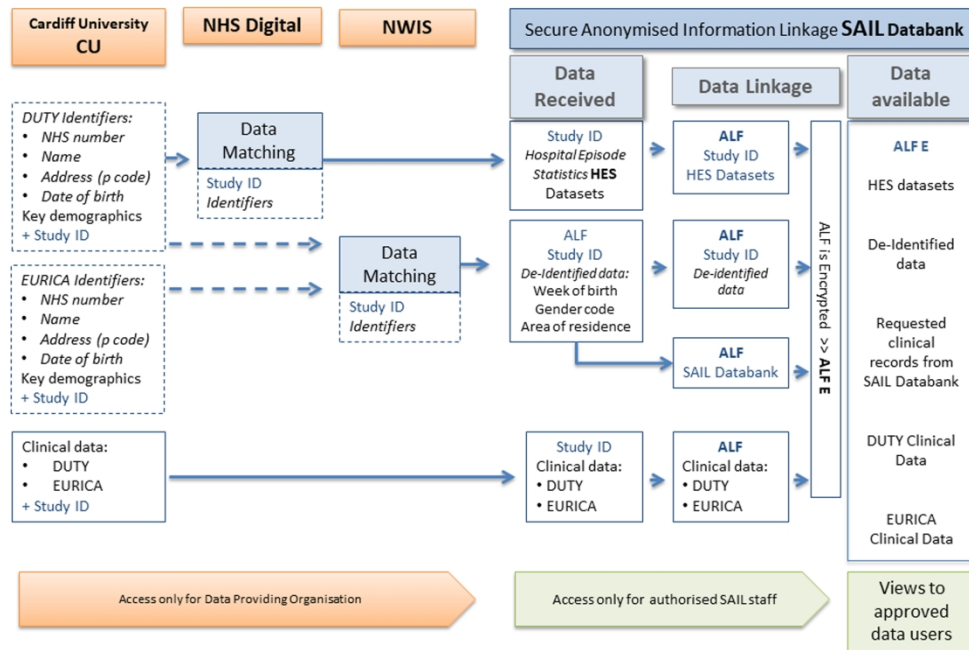 Cardiff University
CU
NHS Digital
NWIS
Secure Anonymised Information Linkage SAIL Databank
Data
Received
Data Linkage
Data
available
DUTY Identifiers:
• NHS number
• Name
• Address (p code)
• Date of birth
Key demographics
+ Study ID
Data
Matching
Study ID
Identifiers
Study ID
Hospital Episode
Statistics HES
Datasets
ALF
Study ID
HES Datasets
ALF E
HES datasets
De-Identified
data
Requested
clinical
records from
SAIL Databank
DUTY Clinical
Data
EURICA
Clinical Data
EURICA Identifiers:
• NHS number
• Name
• Address (p code)
• Date of birth
Key demographics
+ Study ID
Data
Matching
Study ID
Identifiers
ALF
Study ID
De-Identified data:
Week of birth
Gender code
Area of residence
ALF
Study ID
De-identified
data
ALF
SAIL Databank
ALF is Encrypted >> ALF E
Clinical data:
• DUTY
• EURICA
+ Study ID
Study ID
Clinical data:
• DUTY
• EURICA
ALF
Clinical data:
• DUTY
• EURICA
Access only for Data Providing Organisation
Access only for authorised SAIL staff
Views to
approved
data users